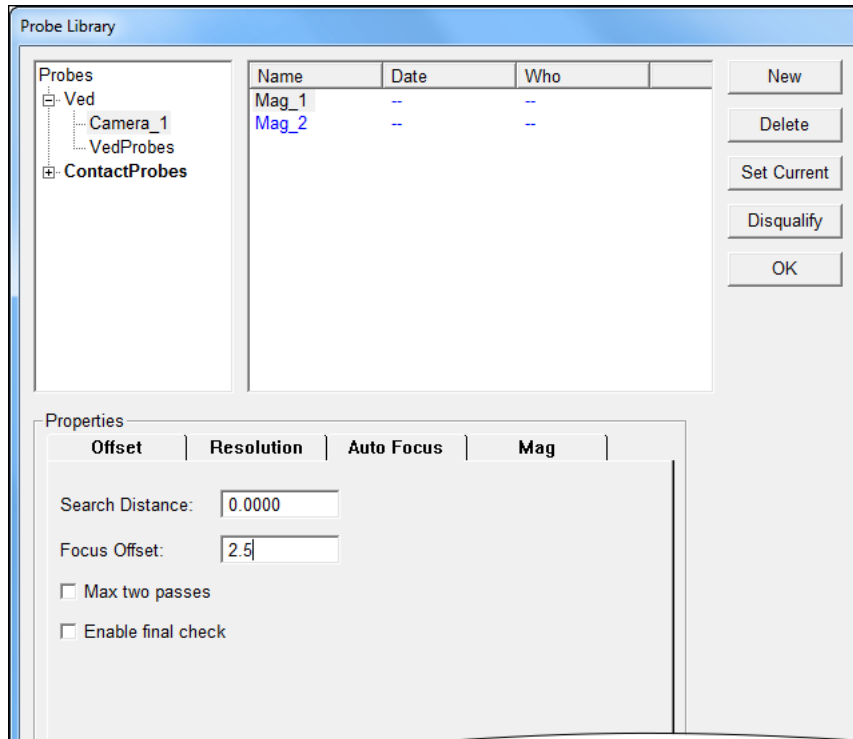 Probe Library
Probes
Ved
Camera_1
VedProbes
ContactProbes
Name Date Who
Mag_1 -- --
Mag_2 -- --
New
Delete
Set Current
Disqualify
OK
Properties
Offset Resolution Auto Focus Mag
Search Distance: 0.0000
Focus Offset: 2.5
Max two passes
Enable final check